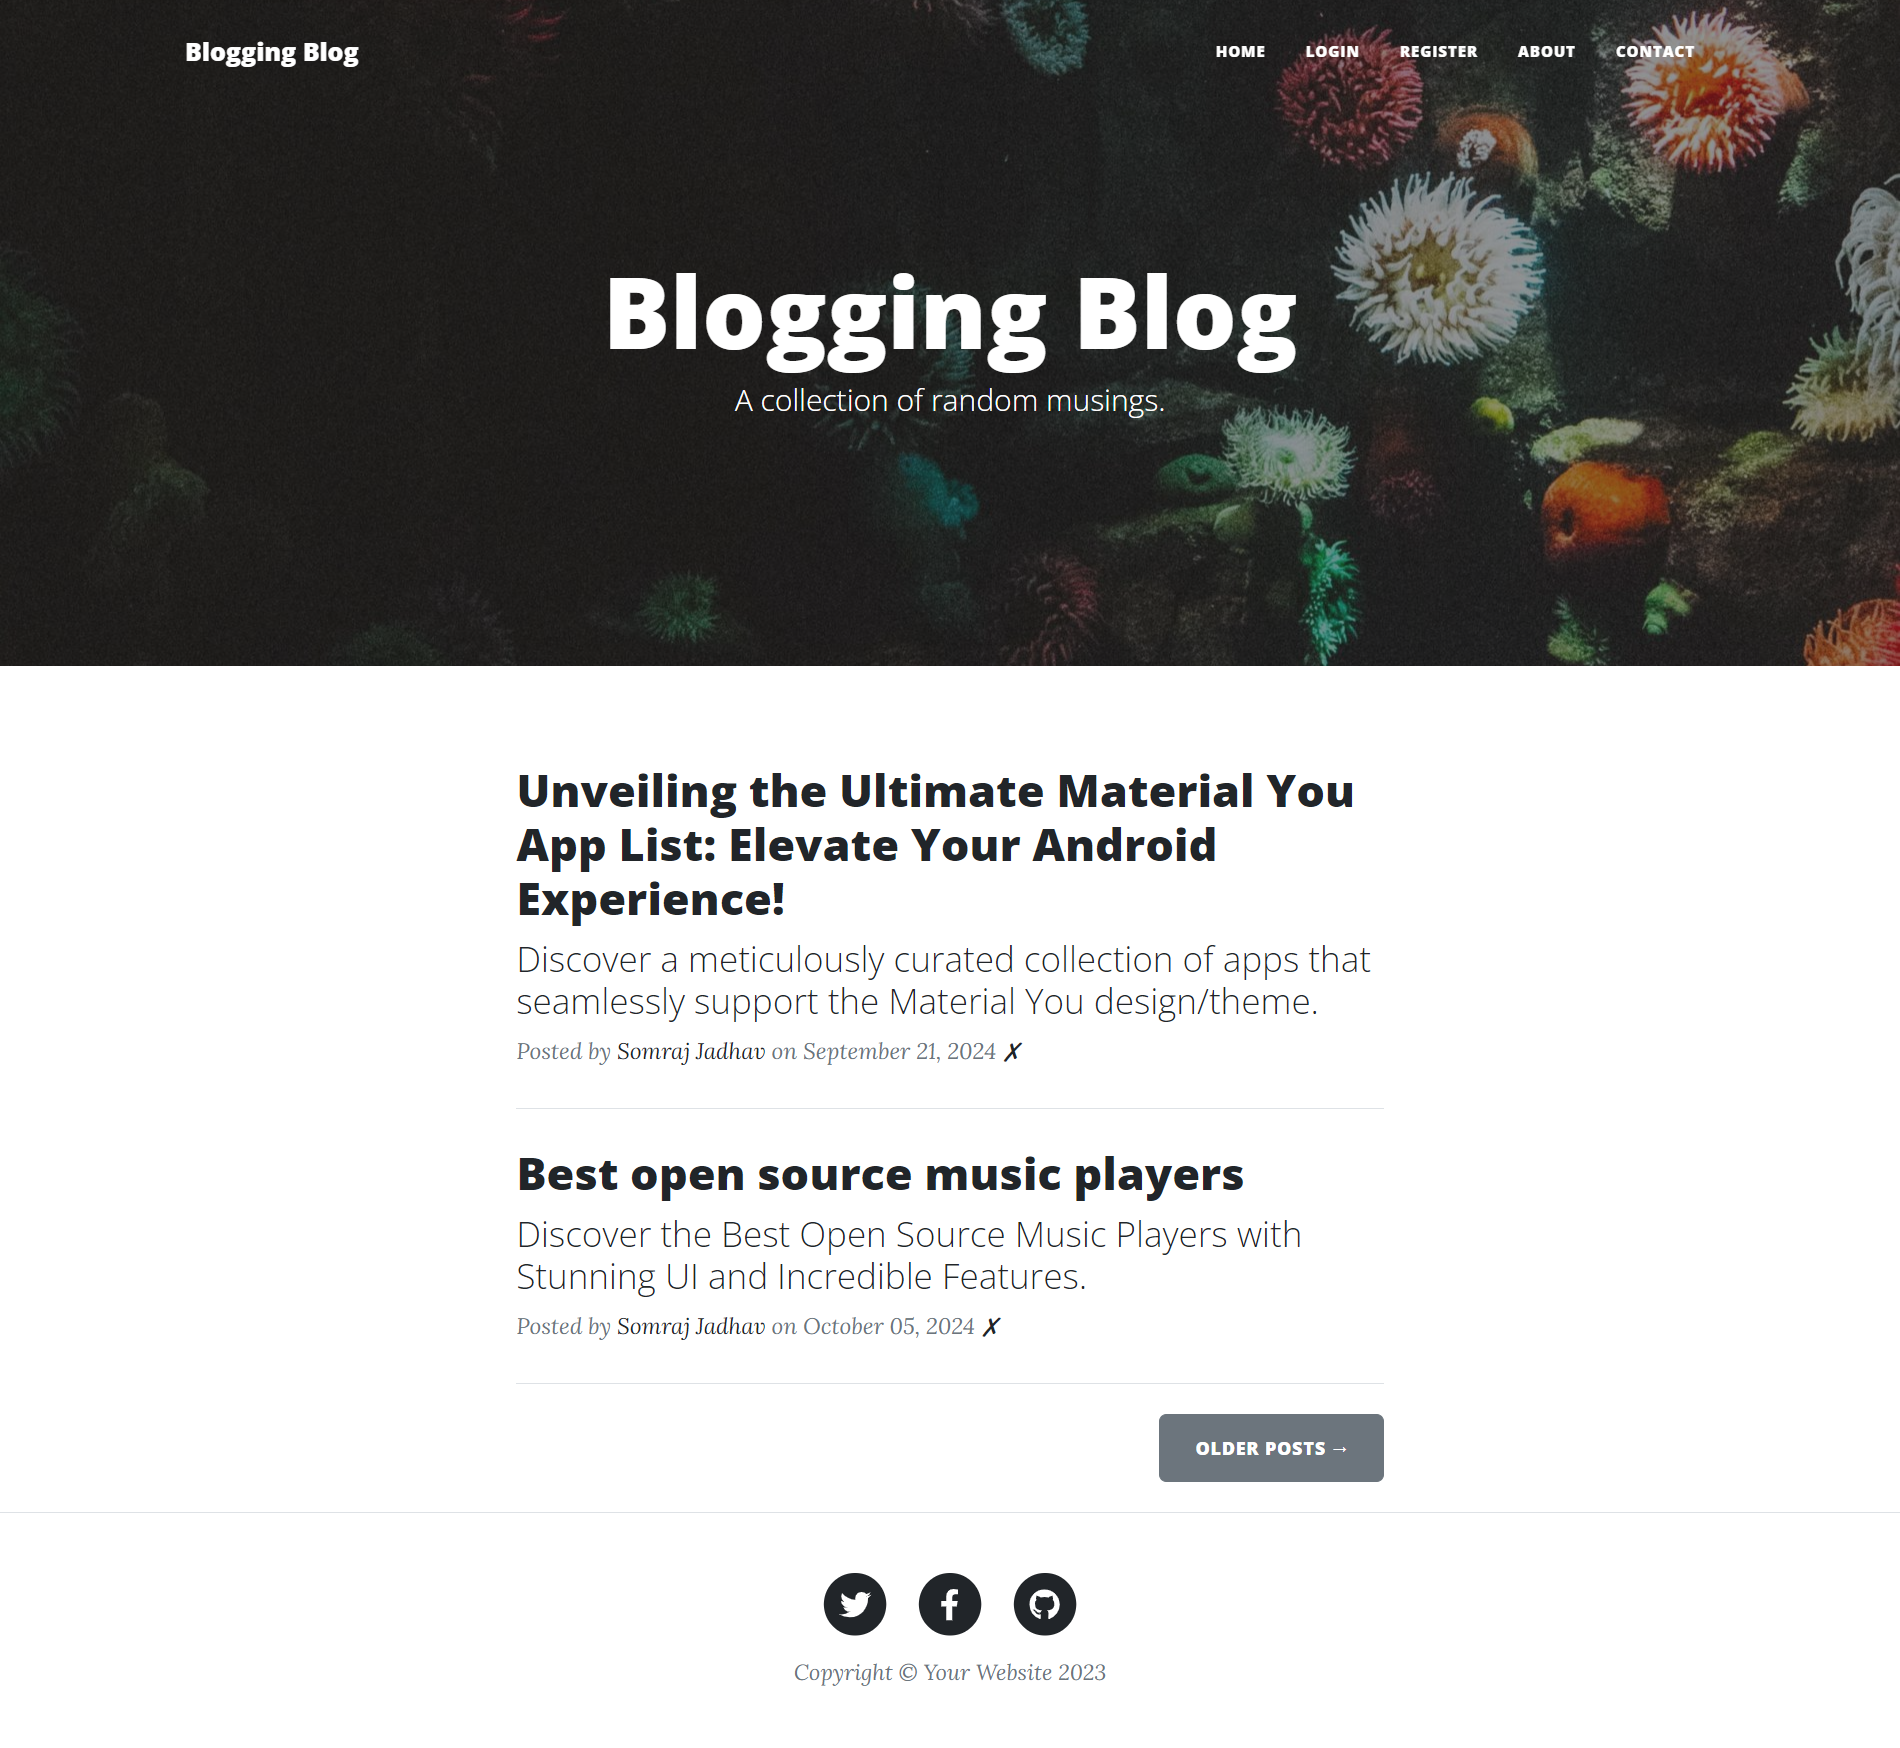 Blogging Blog
HOME LOGIN REGISTER ABOUT CONTACT
Blogging Blog
A collection of random musings.
Unveiling the Ultimate Material You
App List: Elevate Your Android
Experience!
Discover a meticulously curated collection of apps that
seamlessly support the Material You design/theme.
Posted by Somraj Jadhav on September 21, 2024 ✗
Best open source music players
Discover the Best Open Source Music Players with
Stunning UI and Incredible Features.
Posted by Somraj Jadhav on October 05, 2024 ✗
OLDER POSTS →
Copyright © Your Website 2023